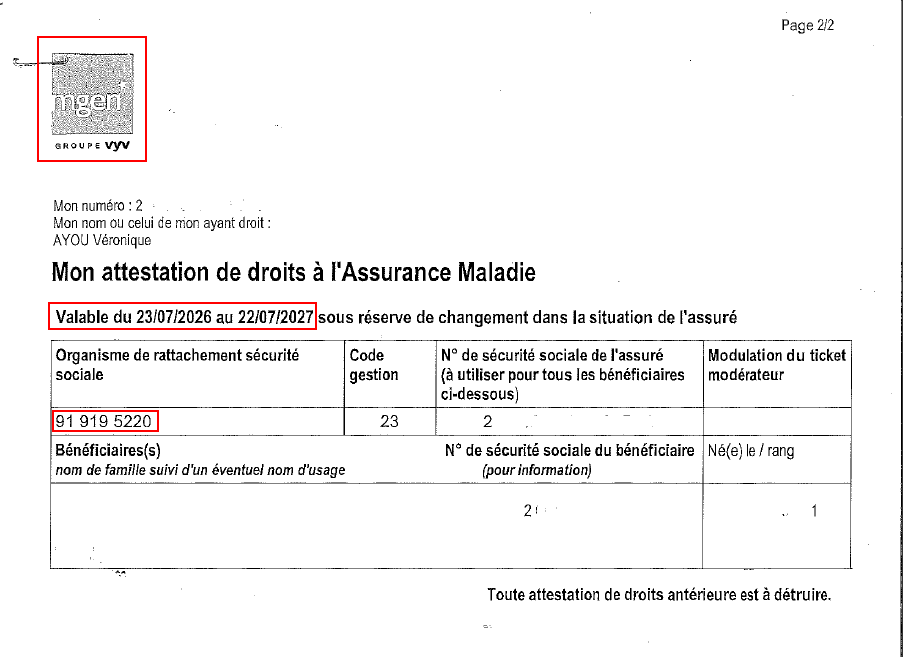 Page 2/2
mgen
GROUPE vyv
Mon numéro : 2
Mon nom ou celui de mon ayant droit :
AYOU Véronique
Mon attestation de droits à l'Assurance Maladie
Valable du 23/07/2026 au 22/07/2027 sous réserve de changement dans la situation de l'assuré
Organisme de rattachement sécurité
sociale
Code
gestion
N° de sécurité sociale de l'assuré
(à utiliser pour tous les bénéficiaires
ci-dessous)
Modulation du ticket
modérateur
91 919 5220
23
2
Bénéficiaires(s)
nom de famille suivi d'un éventuel nom d'usage
N° de sécurité sociale du bénéficiaire
(pour information)
Né(e) le / rang
2
1
Toute attestation de droits antérieure est à détruire.